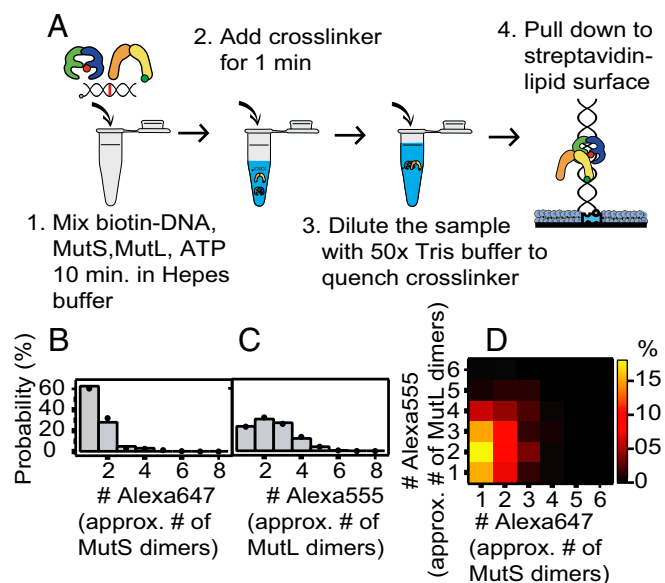 A
2. Add crosslinker
for 1 min
4. Pull down to
streptavidin-
lipid surface
1. Mix biotin-DNA,
MutS,MutL, ATP
10 min. in Hepes
buffer
3. Dilute the sample
with 50x Tris buffer to
quench crosslinker
B
Probability (%)
60
40
20
0
2 4 6 8
# Alexa647
(approx. # of
MutS dimers)
C
2 4 6 8
# Alexa555
(approx. # of
MutL dimers)
D
# Alexa555
(approx. # of MutL dimers)
6
5
4
3
2
1
1 2 3 4 5 6
# Alexa647
(approx. # of
MutS dimers)
%
15
10
05
0